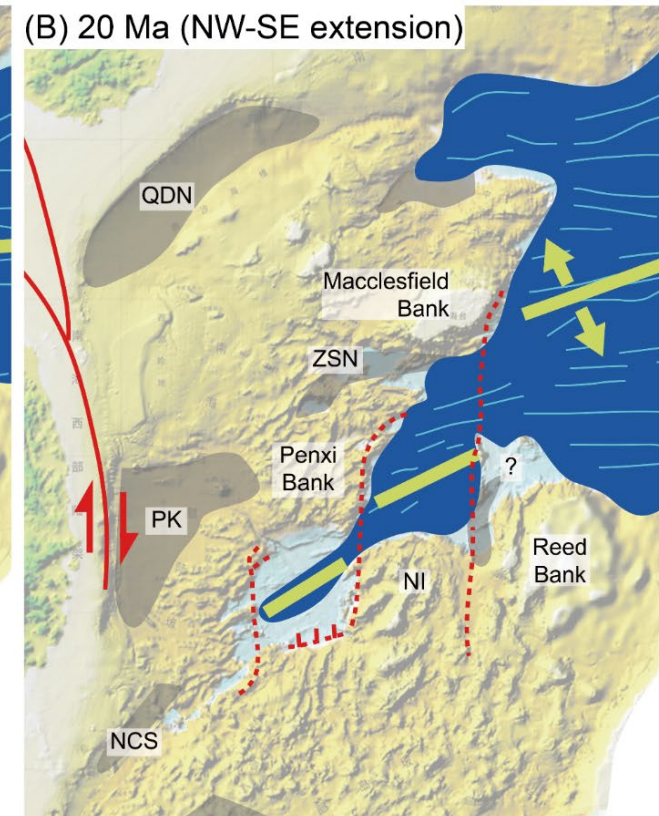 (B) 20 Ma (NW-SE extension)
QDN
Macclesfield
Bank
ZSN
Penxi
Bank
?
PK
Reed
Bank
NI
NCS